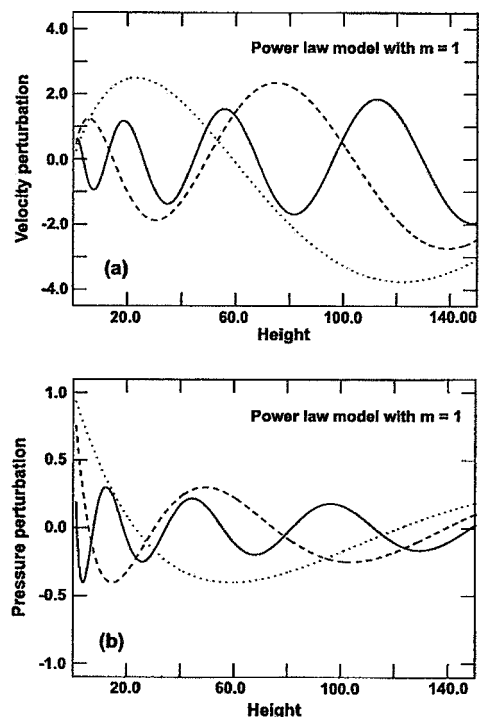 4.0
Power law model with m = 1
2.0
0.0
-2.0
-4.0
Velocity perturbation
(a)
20.0
60.0
100.0
140.00
Height
1.0
Power law model with m = 1
0.5
0.0
-0.5
-1.0
Pressure perturbation
(b)
20.0
60.0
100.0
140.0
Height